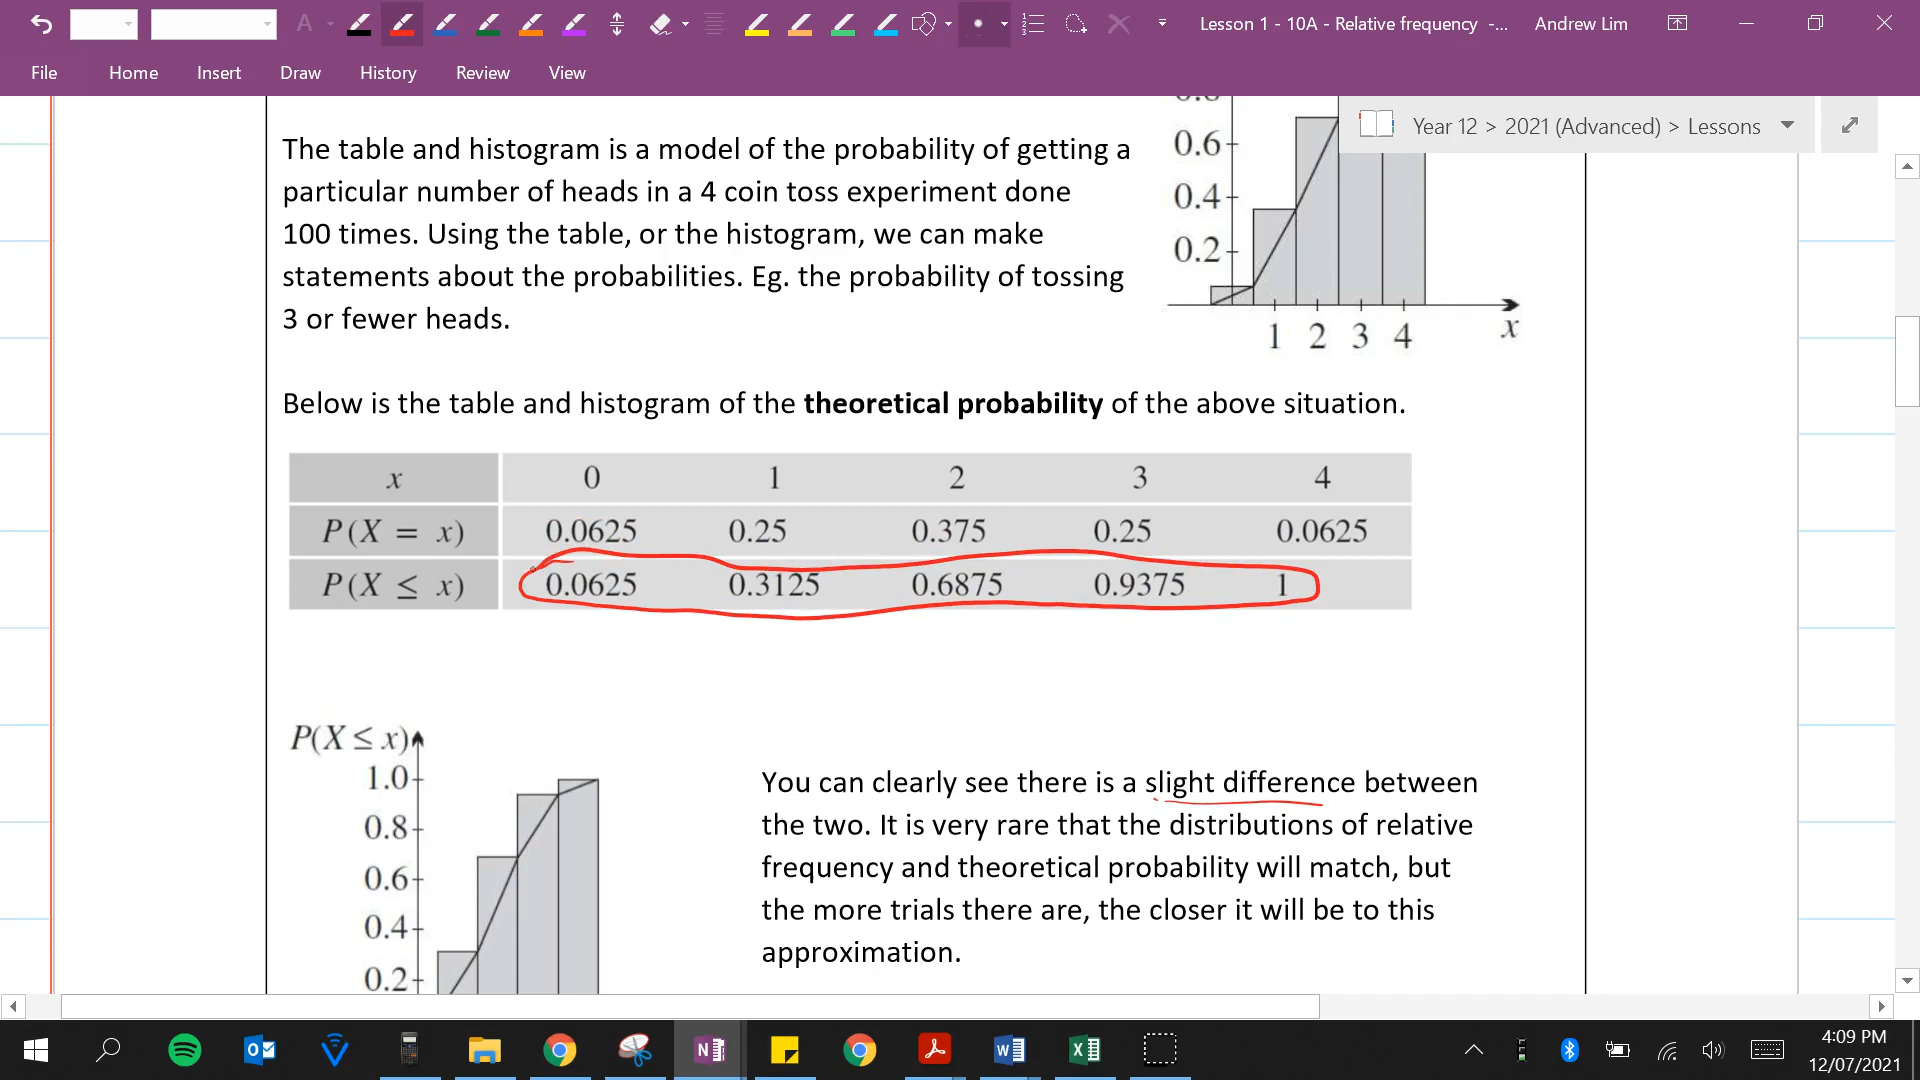 Lesson 1 - 10A - Relative frequency -...
Andrew Lim
File Home Insert Draw History Review View
Year 12 > 2021 (Advanced) > Lessons
The table and histogram is a model of the probability of getting a
particular number of heads in a 4 coin toss experiment done
100 times. Using the table, or the histogram, we can make
statements about the probabilities. Eg. the probability of tossing
3 or fewer heads.
0.6
0.4
0.2
1 2 3 4
x
Below is the table and histogram of the theoretical probability of the above situation.
x 0 1 2 3 4
P(X = x) 0.0625 0.25 0.375 0.25 0.0625
P(X ≤ x) 0.0625 0.3125 0.6875 0.9375 1
P(X ≤ x)
1.0
0.8
0.6
0.4
0.2
You can clearly see there is a slight difference between
the two. It is very rare that the distributions of relative
frequency and theoretical probability will match, but
the more trials there are, the closer it will be to this
approximation.
4:09 PM
12/07/2021